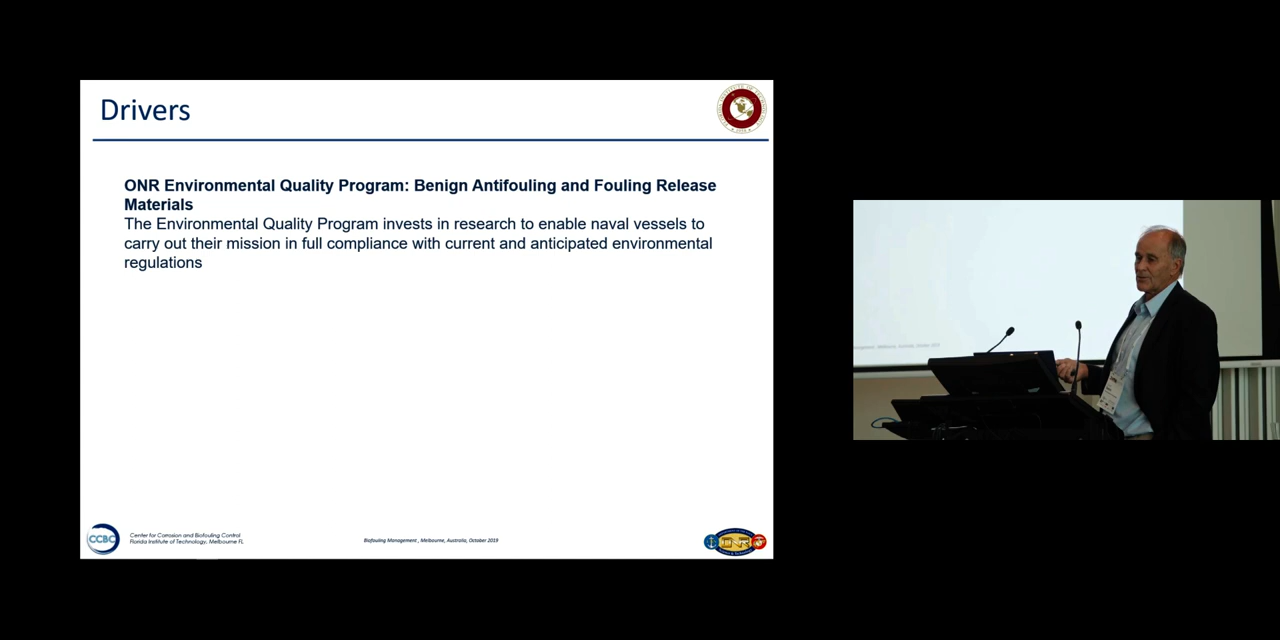 Drivers
ONR Environmental Quality Program: Benign Antifouling and Fouling Release
Materials
The Environmental Quality Program invests in research to enable naval vessels to
carry out their mission in full compliance with current and anticipated environmental
regulations
CCBC
Center for Corrosion and Biofouling Control
Florida Institute of Technology, Melbourne FL
Biofouling Management , Melbourne, Australia, October 2019
ONR